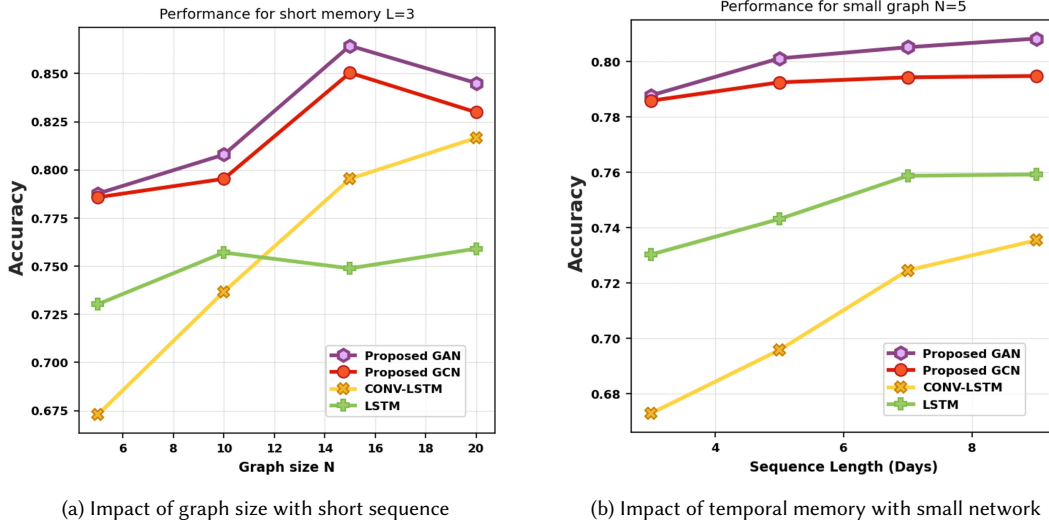 Performance for short memory L=3
Accuracy
0.850
0.825
0.800
0.775
0.750
0.725
0.700
0.675
6 8 10 12 14 16 18 20
Graph size N
Proposed GAN
Proposed GCN
CONV-LSTM
LSTM
(a) Impact of graph size with short sequence
Performance for small graph N=5
Accuracy
0.80
0.78
0.76
0.74
0.72
0.70
0.68
4 6 8
Sequence Length (Days)
Proposed GAN
Proposed GCN
CONV-LSTM
LSTM
(b) Impact of temporal memory with small network